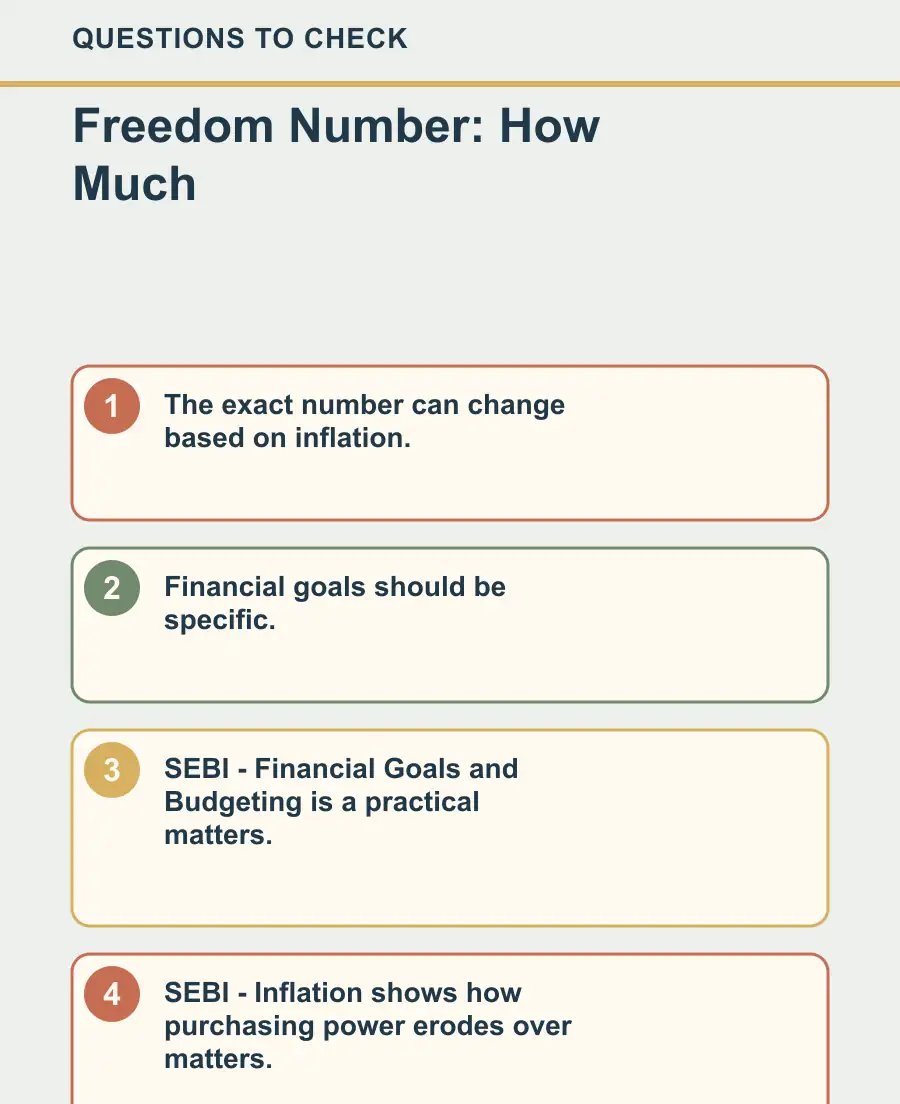 QUESTIONS TO CHECK
Freedom Number: How
Much
1
The exact number can change
based on inflation.
2
Financial goals should be
specific.
3
SEBI - Financial Goals and
Budgeting is a practical
matters.
4
SEBI - Inflation shows how
purchasing power erodes over
matters.